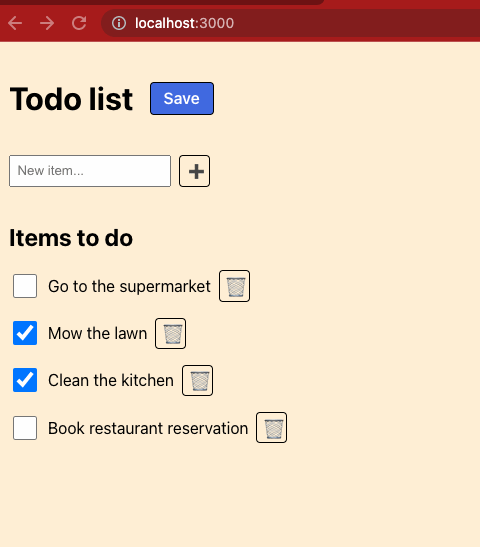 localhost:3000
Todo list
Save
New item...
Items to do
Go to the supermarket
Mow the lawn
Clean the kitchen
Book restaurant reservation